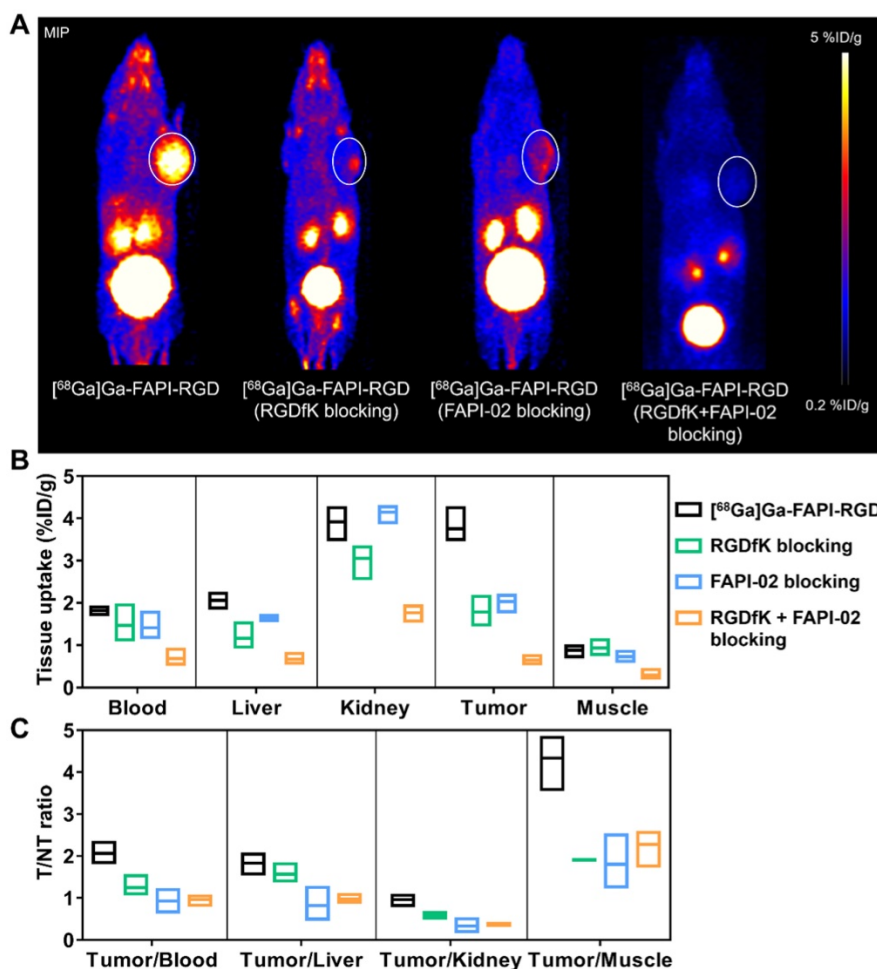 A
MIP
5 %ID/g
0.2 %ID/g
[⁶⁸Ga]Ga-FAPI-RGD
[⁶⁸Ga]Ga-FAPI-RGD
(RGDfK blocking)
[⁶⁸Ga]Ga-FAPI-RGD
(FAPI-02 blocking)
[⁶⁸Ga]Ga-FAPI-RGD
(RGDfK+FAPI-02
blocking)
B
Tissue uptake (%ID/g)
5
4
3
2
1
0
Blood
Liver
Kidney
Tumor
Muscle
[⁶⁸Ga]Ga-FAPI-RGD
RGDfK blocking
FAPI-02 blocking
RGDfK + FAPI-02
blocking
C
T/NT ratio
5
4
3
2
1
0
Tumor/Blood
Tumor/Liver
Tumor/Kidney
Tumor/Muscle